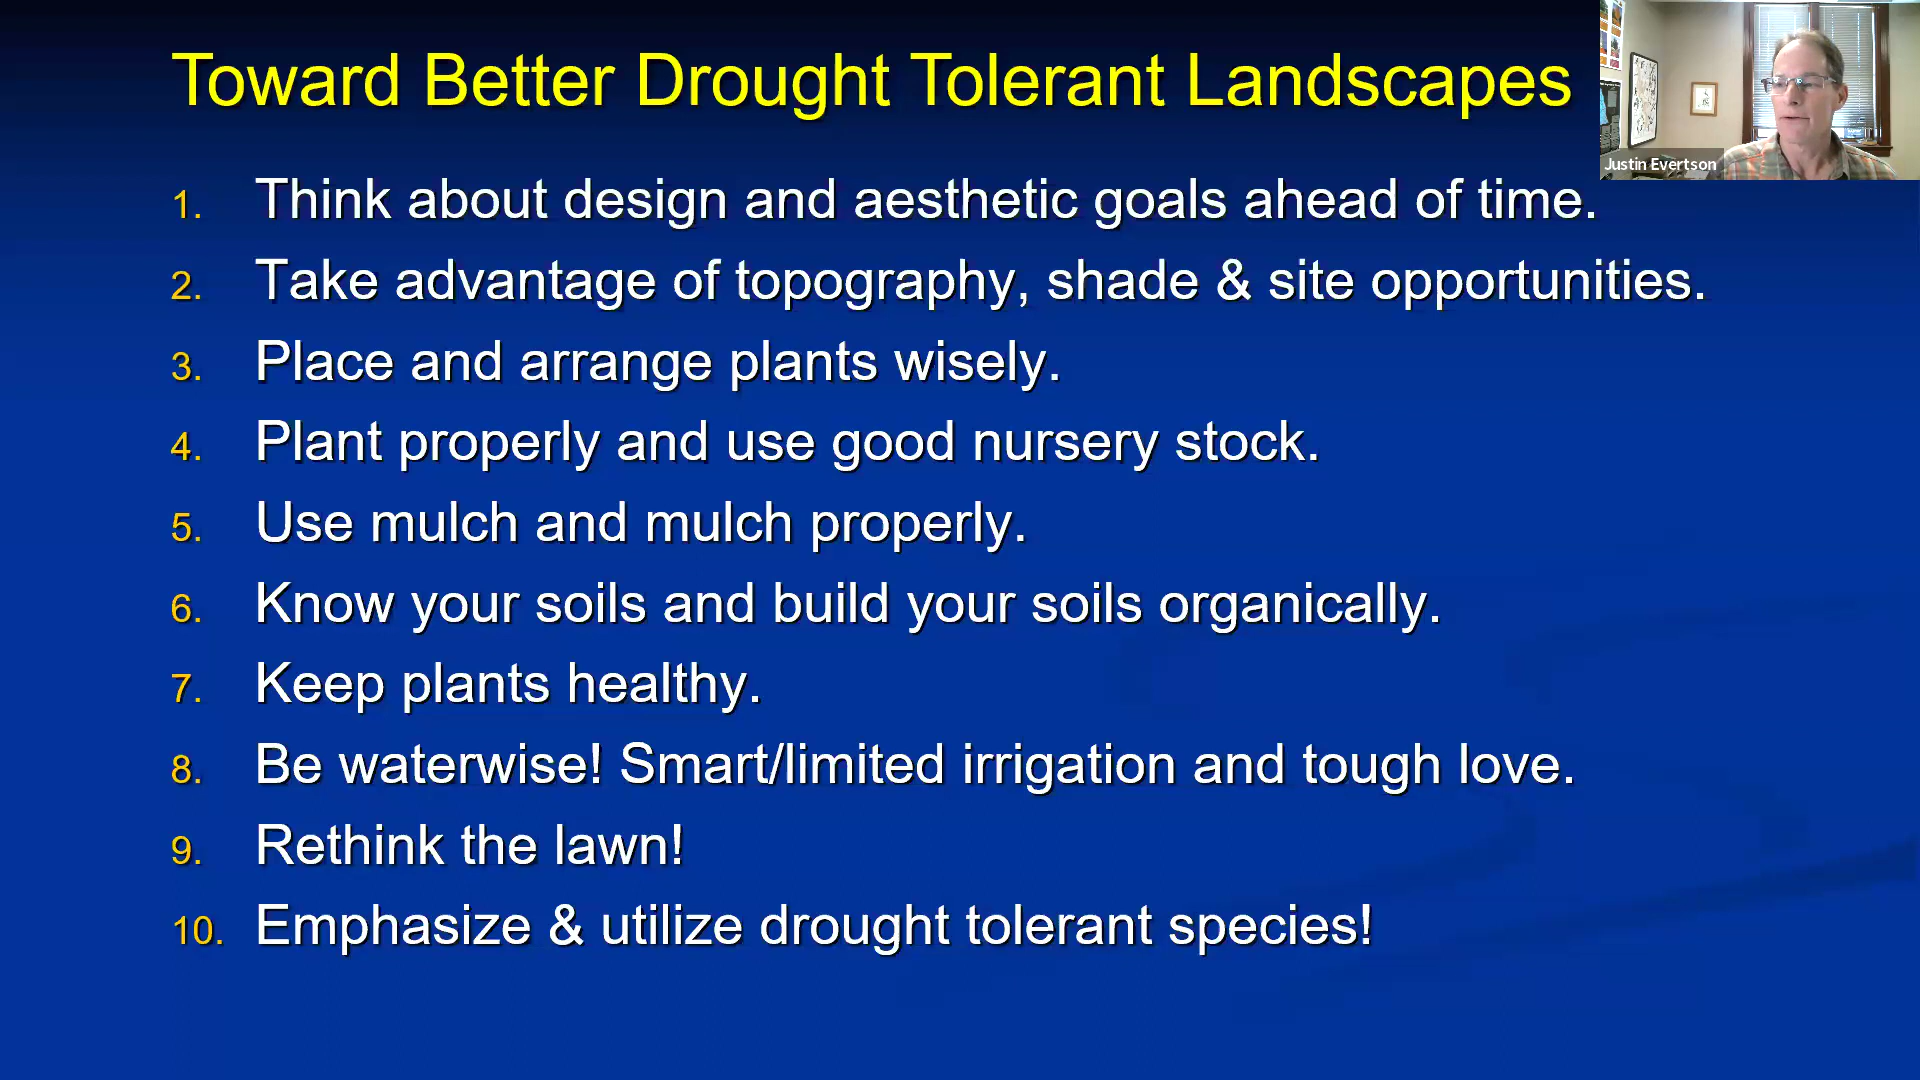 Toward Better Drought Tolerant Landscapes
Justin Evertson
1. Think about design and aesthetic goals ahead of time.
2. Take advantage of topography, shade & site opportunities.
3. Place and arrange plants wisely.
4. Plant properly and use good nursery stock.
5. Use mulch and mulch properly.
6. Know your soils and build your soils organically.
7. Keep plants healthy.
8. Be waterwise! Smart/limited irrigation and tough love.
9. Rethink the lawn!
10. Emphasize & utilize drought tolerant species!